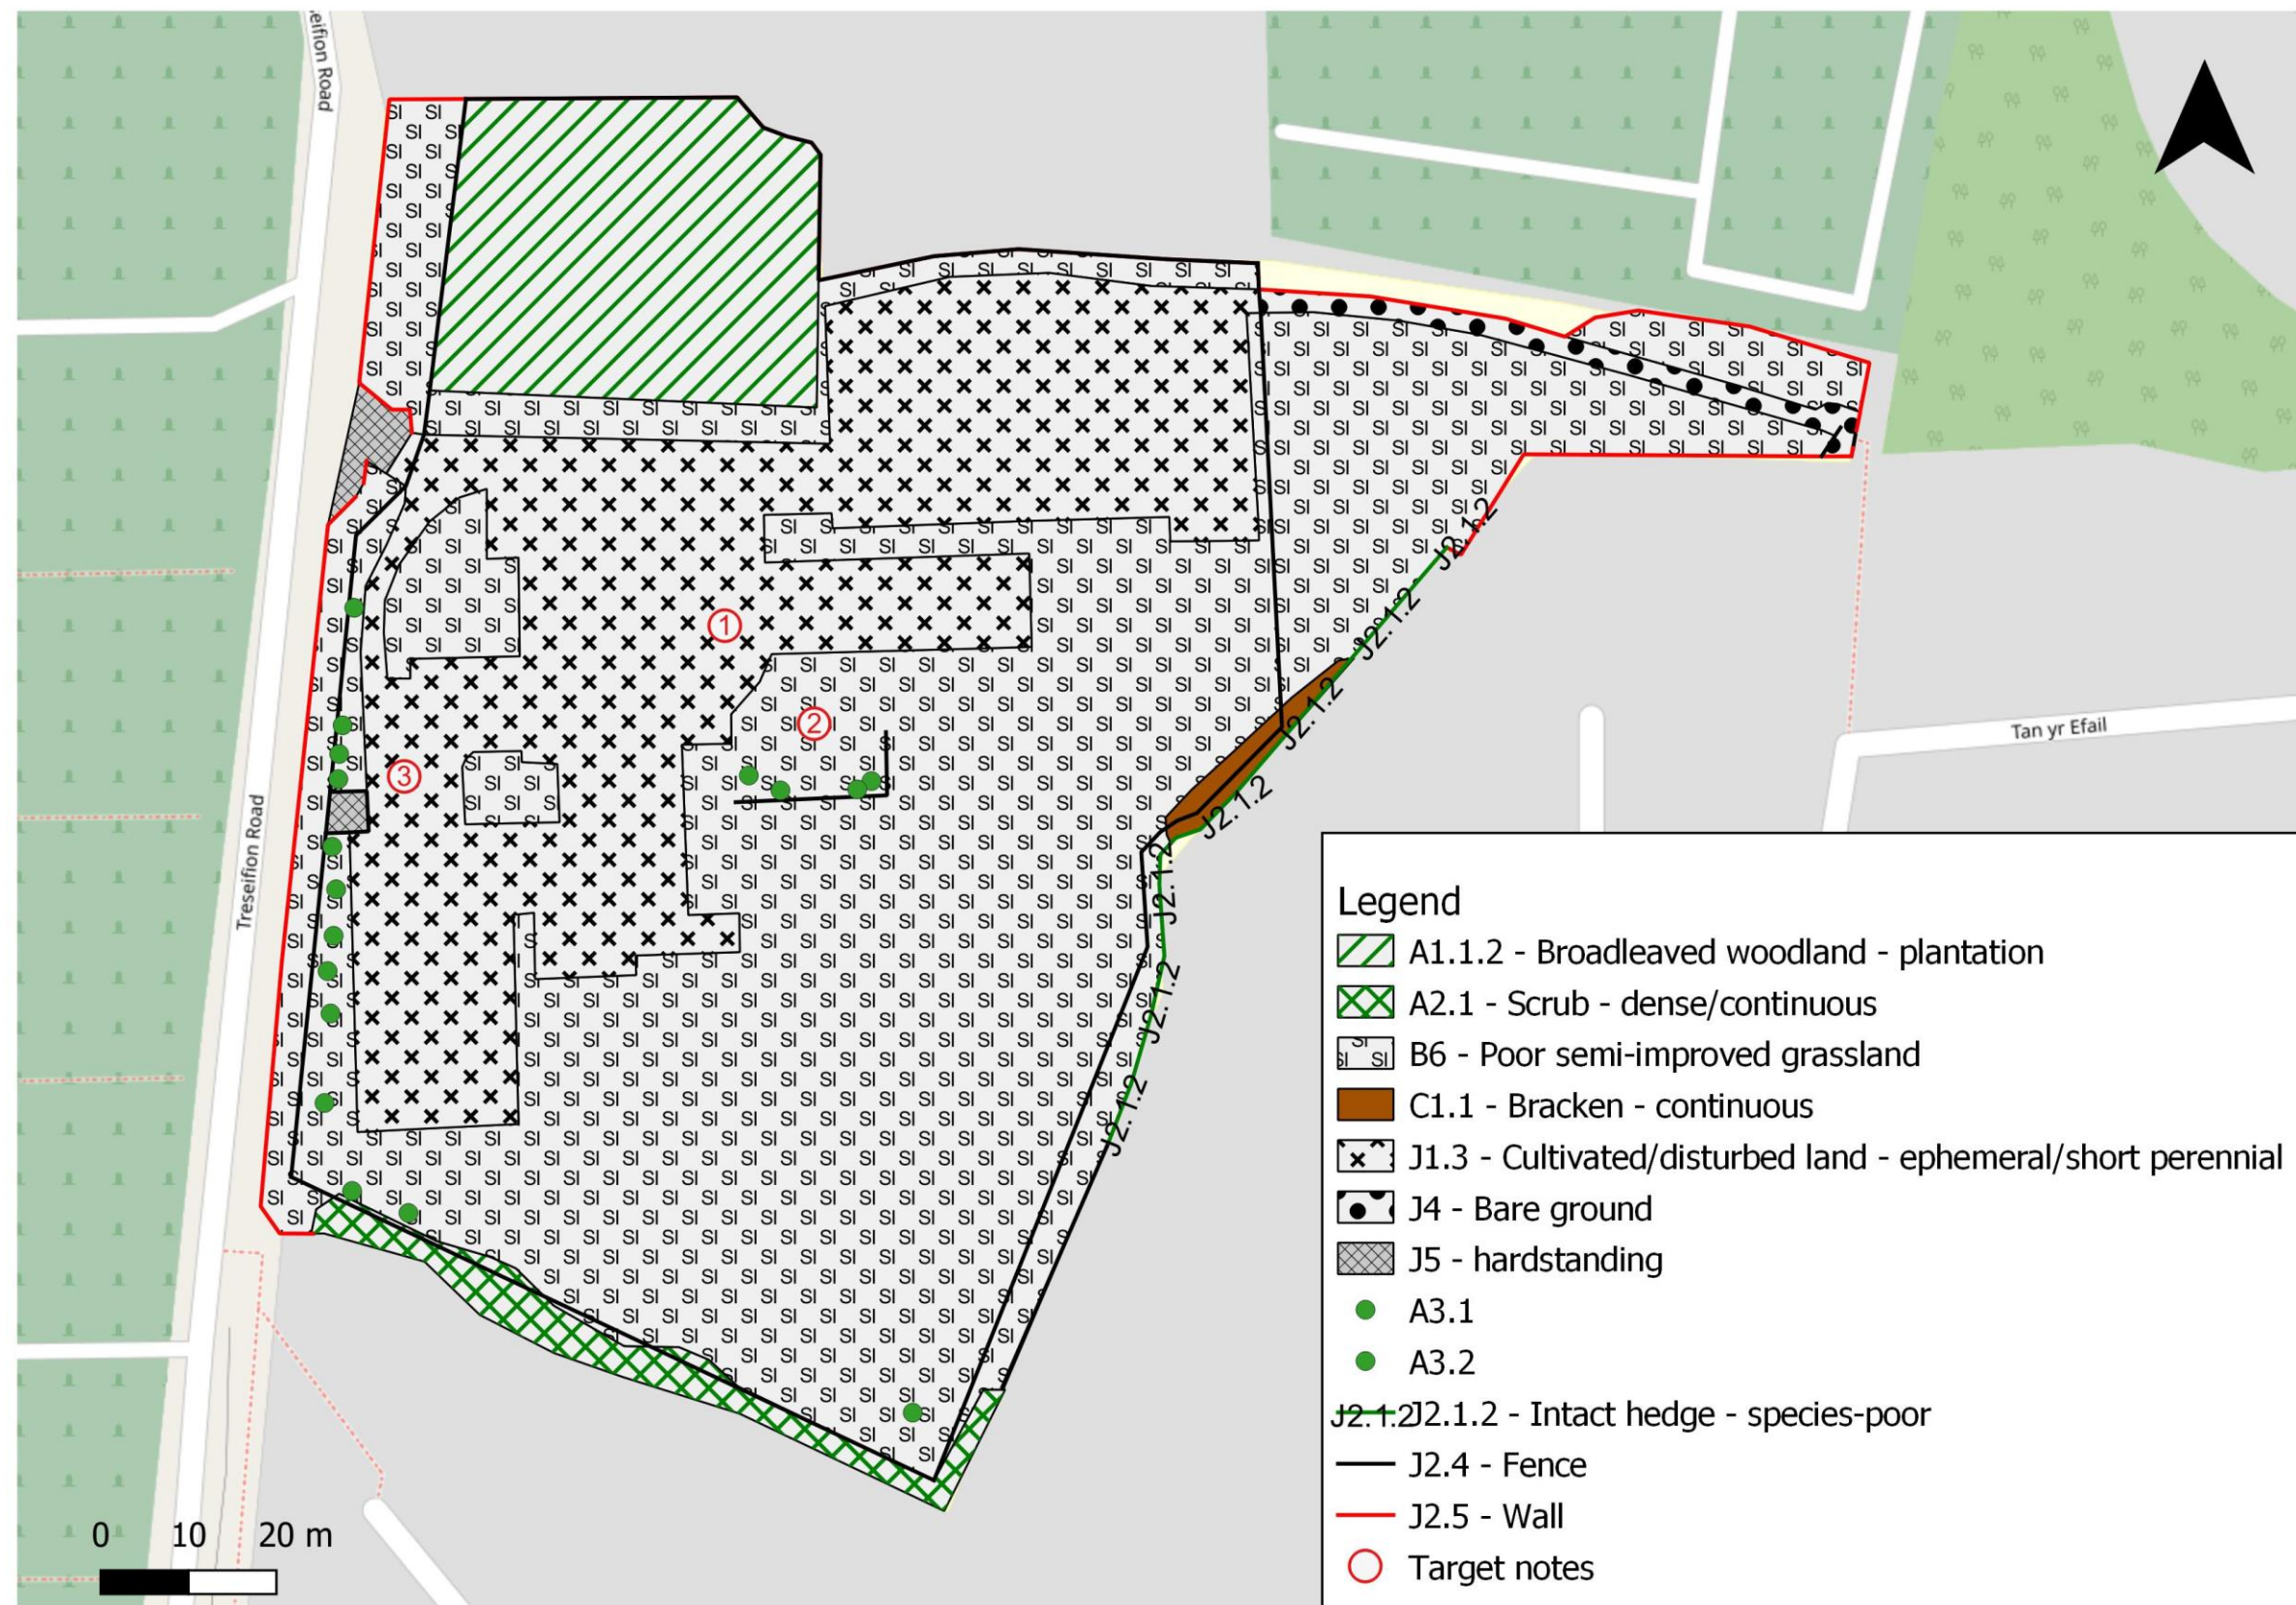 eifion Road
Treseifion Road
Tan yr Efail
1
2
3
SI
J2.1.2
J2.1.2
J2.1.2
J2.1.2
J2.1.2
J2.1.2
J2.1.2
0 10 20 m
Legend
A1.1.2 - Broadleaved woodland - plantation
A2.1 - Scrub - dense/continuous
SI SI SI B6 - Poor semi-improved grassland
C1.1 - Bracken - continuous
J1.3 - Cultivated/disturbed land - ephemeral/short perennial
J4 - Bare ground
J5 - hardstanding
A3.1
A3.2
J2.1.2 J2.1.2 - Intact hedge - species-poor
J2.4 - Fence
J2.5 - Wall
Target notes